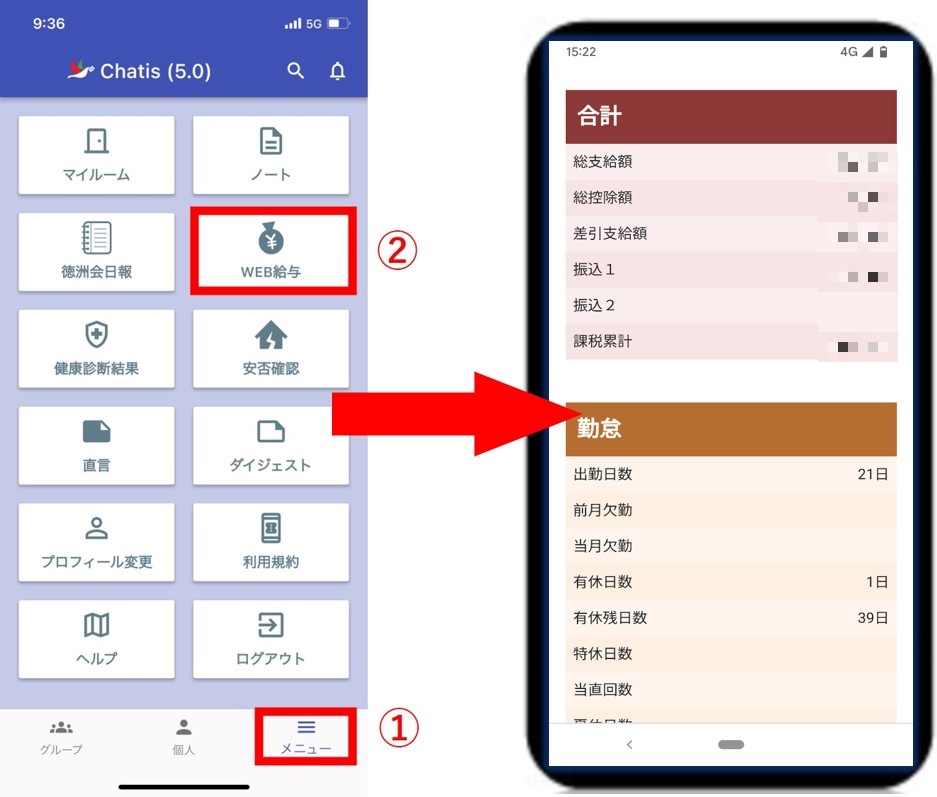 9:36
5G
Chatis (5.0)
マイルーム
ノート
徳洲会日報
WEB給与
②
健康診断結果
安否確認
直言
ダイジェスト
プロフィール変更
利用規約
ヘルプ
ログアウト
グループ
個人
メニュー
①
15:22
4G
合計
総支給額
総控除額
差引支給額
振込1
振込2
課税累計
勤怠
出勤日数 21日
前月欠勤
当月欠勤
有休日数 1日
有休残日数 39日
特休日数
当直回数